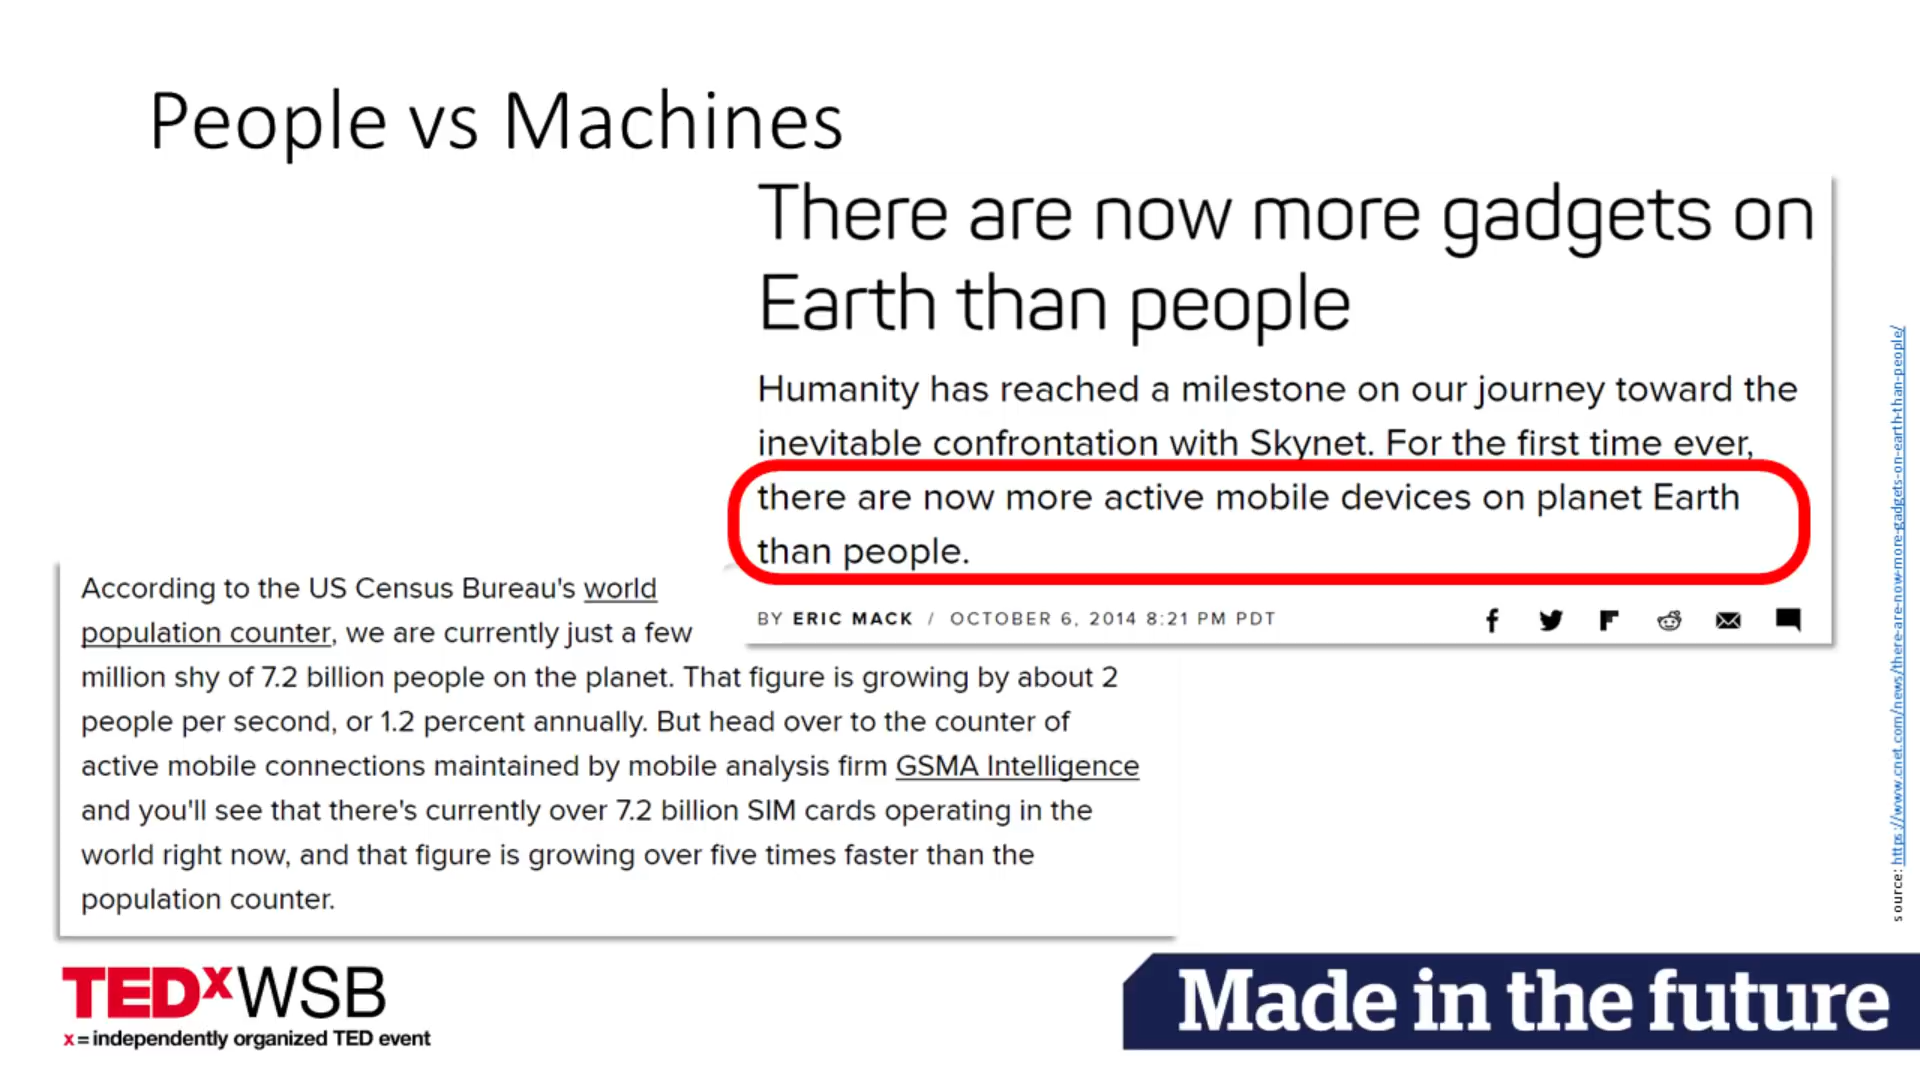 People vs Machines
There are now more gadgets on
Earth than people
Humanity has reached a milestone on our journey toward the
inevitable confrontation with Skynet. For the first time ever,
there are now more active mobile devices on planet Earth
than people.
BY ERIC MACK / OCTOBER 6, 2014 8:21 PM PDT
According to the US Census Bureau's world
population counter, we are currently just a few
million shy of 7.2 billion people on the planet. That figure is growing by about 2
people per second, or 1.2 percent annually. But head over to the counter of
active mobile connections maintained by mobile analysis firm GSMA Intelligence
and you'll see that there's currently over 7.2 billion SIM cards operating in the
world right now, and that figure is growing over five times faster than the
population counter.
source: https://www.cnet.com/news/there-are-now-more-gadgets-on-earth-than-people/
TEDxWSB
x = independently organized TED event
Made in the future